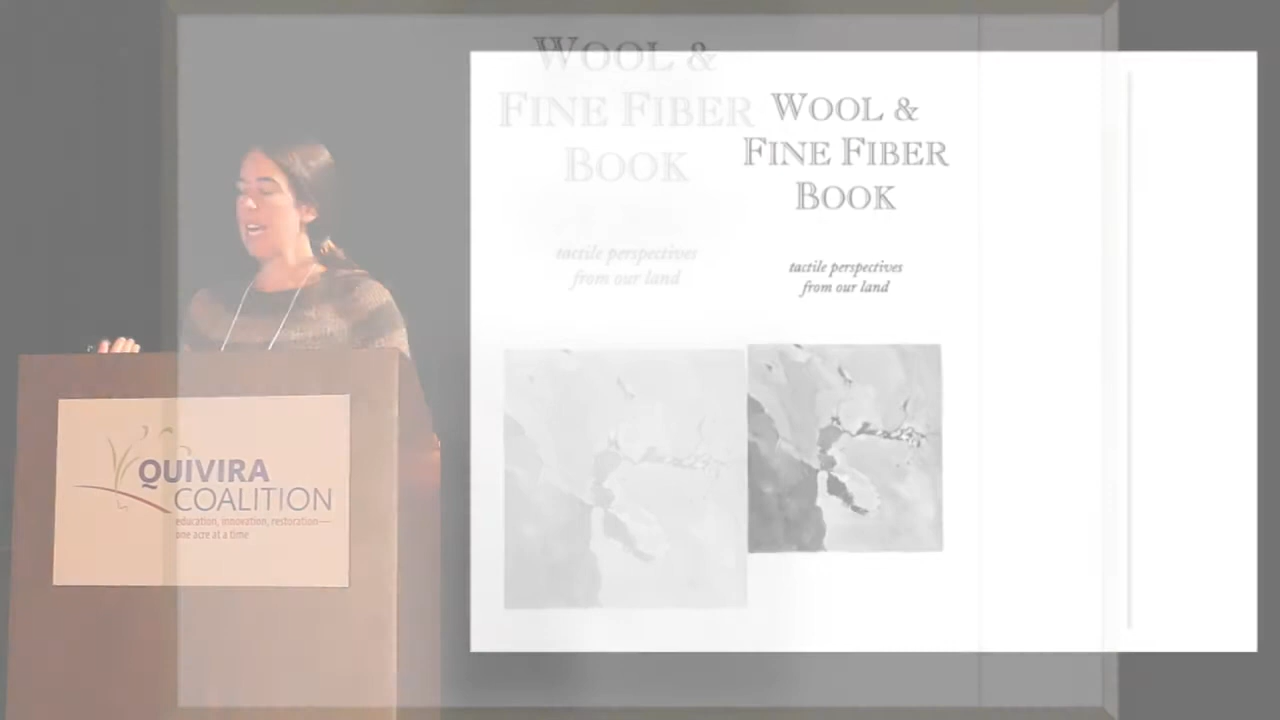 WOOL &
FINE FIBER
BOOK
tactile perspectives
from our land
WOOL &
FINE FIBER
BOOK
tactile perspectives
from our land
QUIVIRA
COALITION
education, innovation, restoration—
one acre at a time